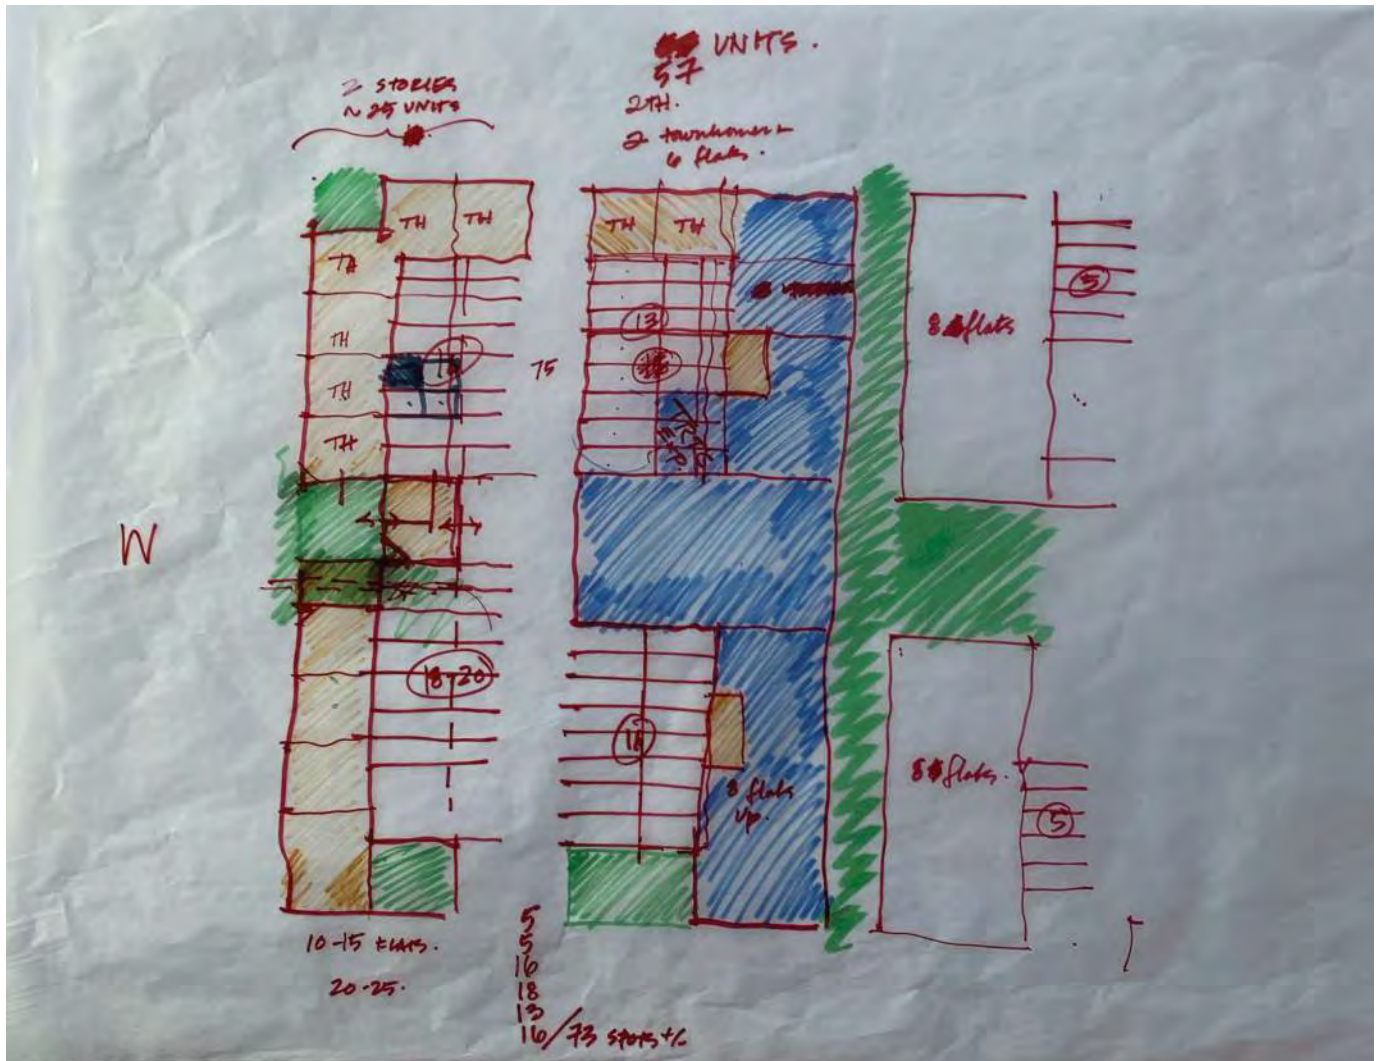 UNITS.
57
2 STORIES
~ 25 UNITS
2TH.
2 townhomes +
6 flats.
TH TH
TH TH
TH
TH
TH
TH
5
8 flats
13
75
W
18-20
8 flats.
8 flats
up.
5
10-15 FLATS.
20-25.
5
5
16
18
13
16/73 spots +/-